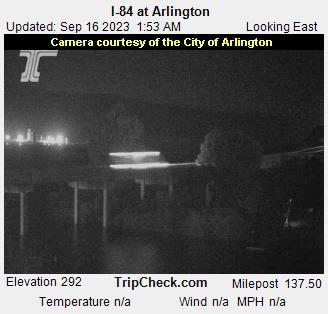 I-84 at Arlington
Updated: Sep 16 2023 1:53 AM Looking East
Camera courtesy of the City of Arlington
Elevation 292 TripCheck.com Milepost 137.50
Temperature n/a Wind n/a MPH n/a